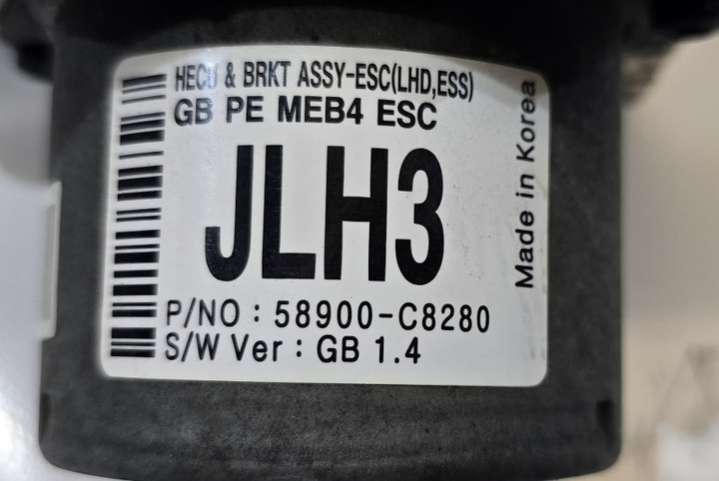 HECU & BRKT ASSY-ESC(LHD,ESS)
GB PE MEB4 ESC
JLH3
P/NO : 58900-C8280
S/W Ver : GB 1.4
Made in Korea